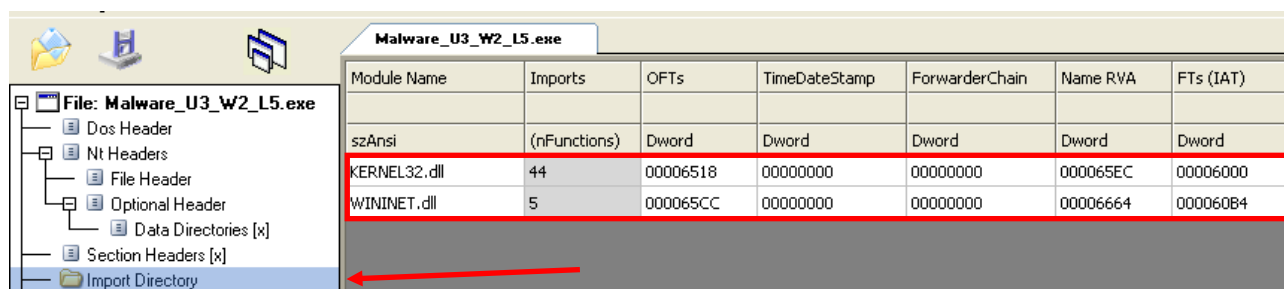 Malware_U3_W2_L5.exe
Module Name Imports OFTs TimeDateStamp ForwarderChain Name RVA FTs (IAT)
szAnsi (nFunctions) Dword Dword Dword Dword Dword
KERNEL32.dll 44 00006518 00000000 00000000 000065EC 00006000
WININET.dll 5 000065CC 00000000 00000000 00006664 000060B4
File: Malware_U3_W2_L5.exe
Dos Header
Nt Headers
File Header
Optional Header
Data Directories [x]
Section Headers [x]
Import Directory